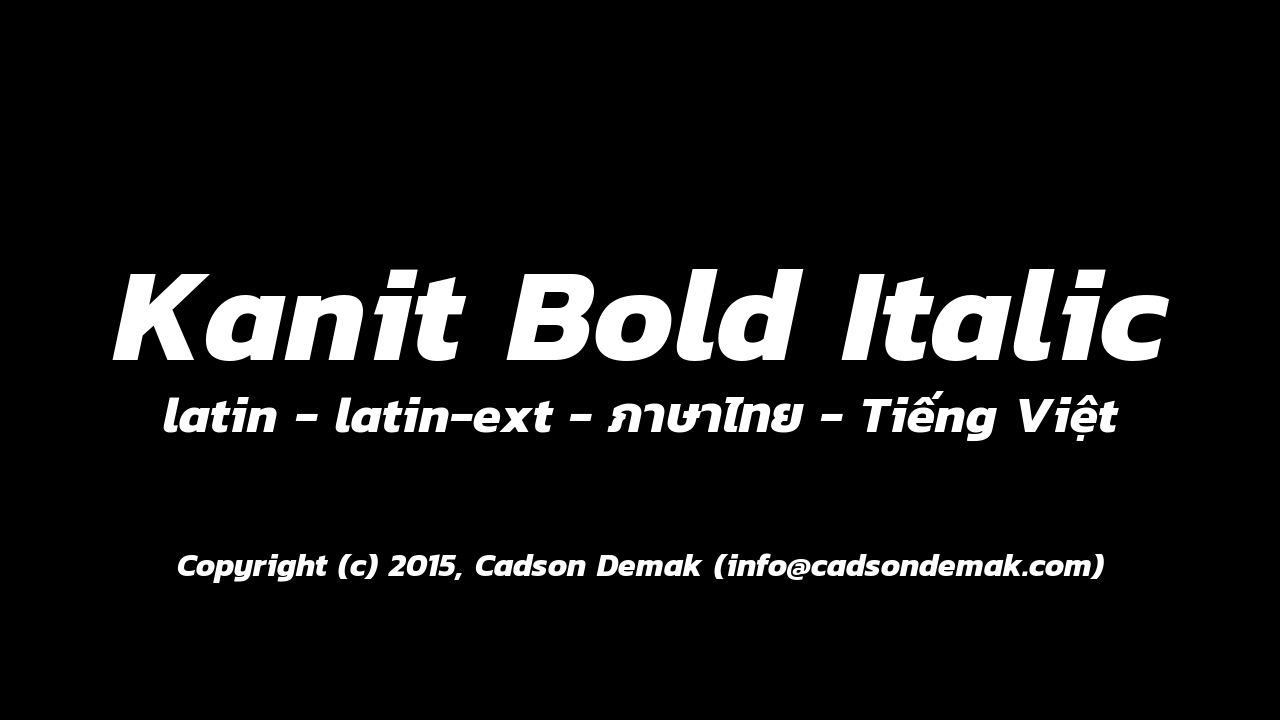 Kanit Bold Italic
latin - latin-ext - ภาษาไทย - Tiếng Việt
Copyright (c) 2015, Cadson Demak (info@cadsondemak.com)